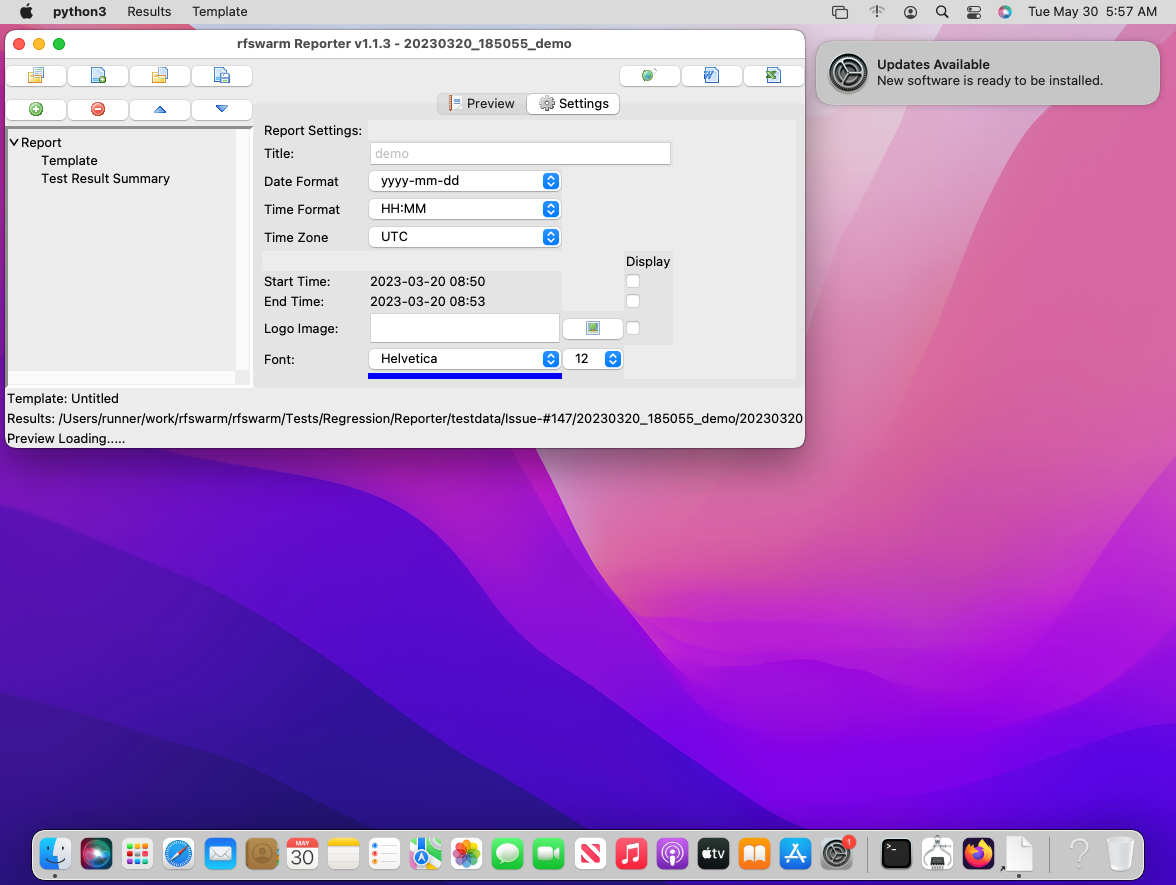 python3 Results Template Tue May 30 5:57 AM
rfswarm Reporter v1.1.3 - 20230320_185055_demo
Updates Available
New software is ready to be installed.
Preview Settings
Report
Template
Test Result Summary
Report Settings:
Title: demo
Date Format yyyy-mm-dd
Time Format HH:MM
Time Zone UTC
Display
Start Time: 2023-03-20 08:50
End Time: 2023-03-20 08:53
Logo Image:
Font: Helvetica 12
Template: Untitled
Results: /Users/runner/work/rfswarm/rfswarm/Tests/Regression/Reporter/testdata/Issue-#147/20230320_185055_demo/20230320
Preview Loading.....
MAY
30
tv
1